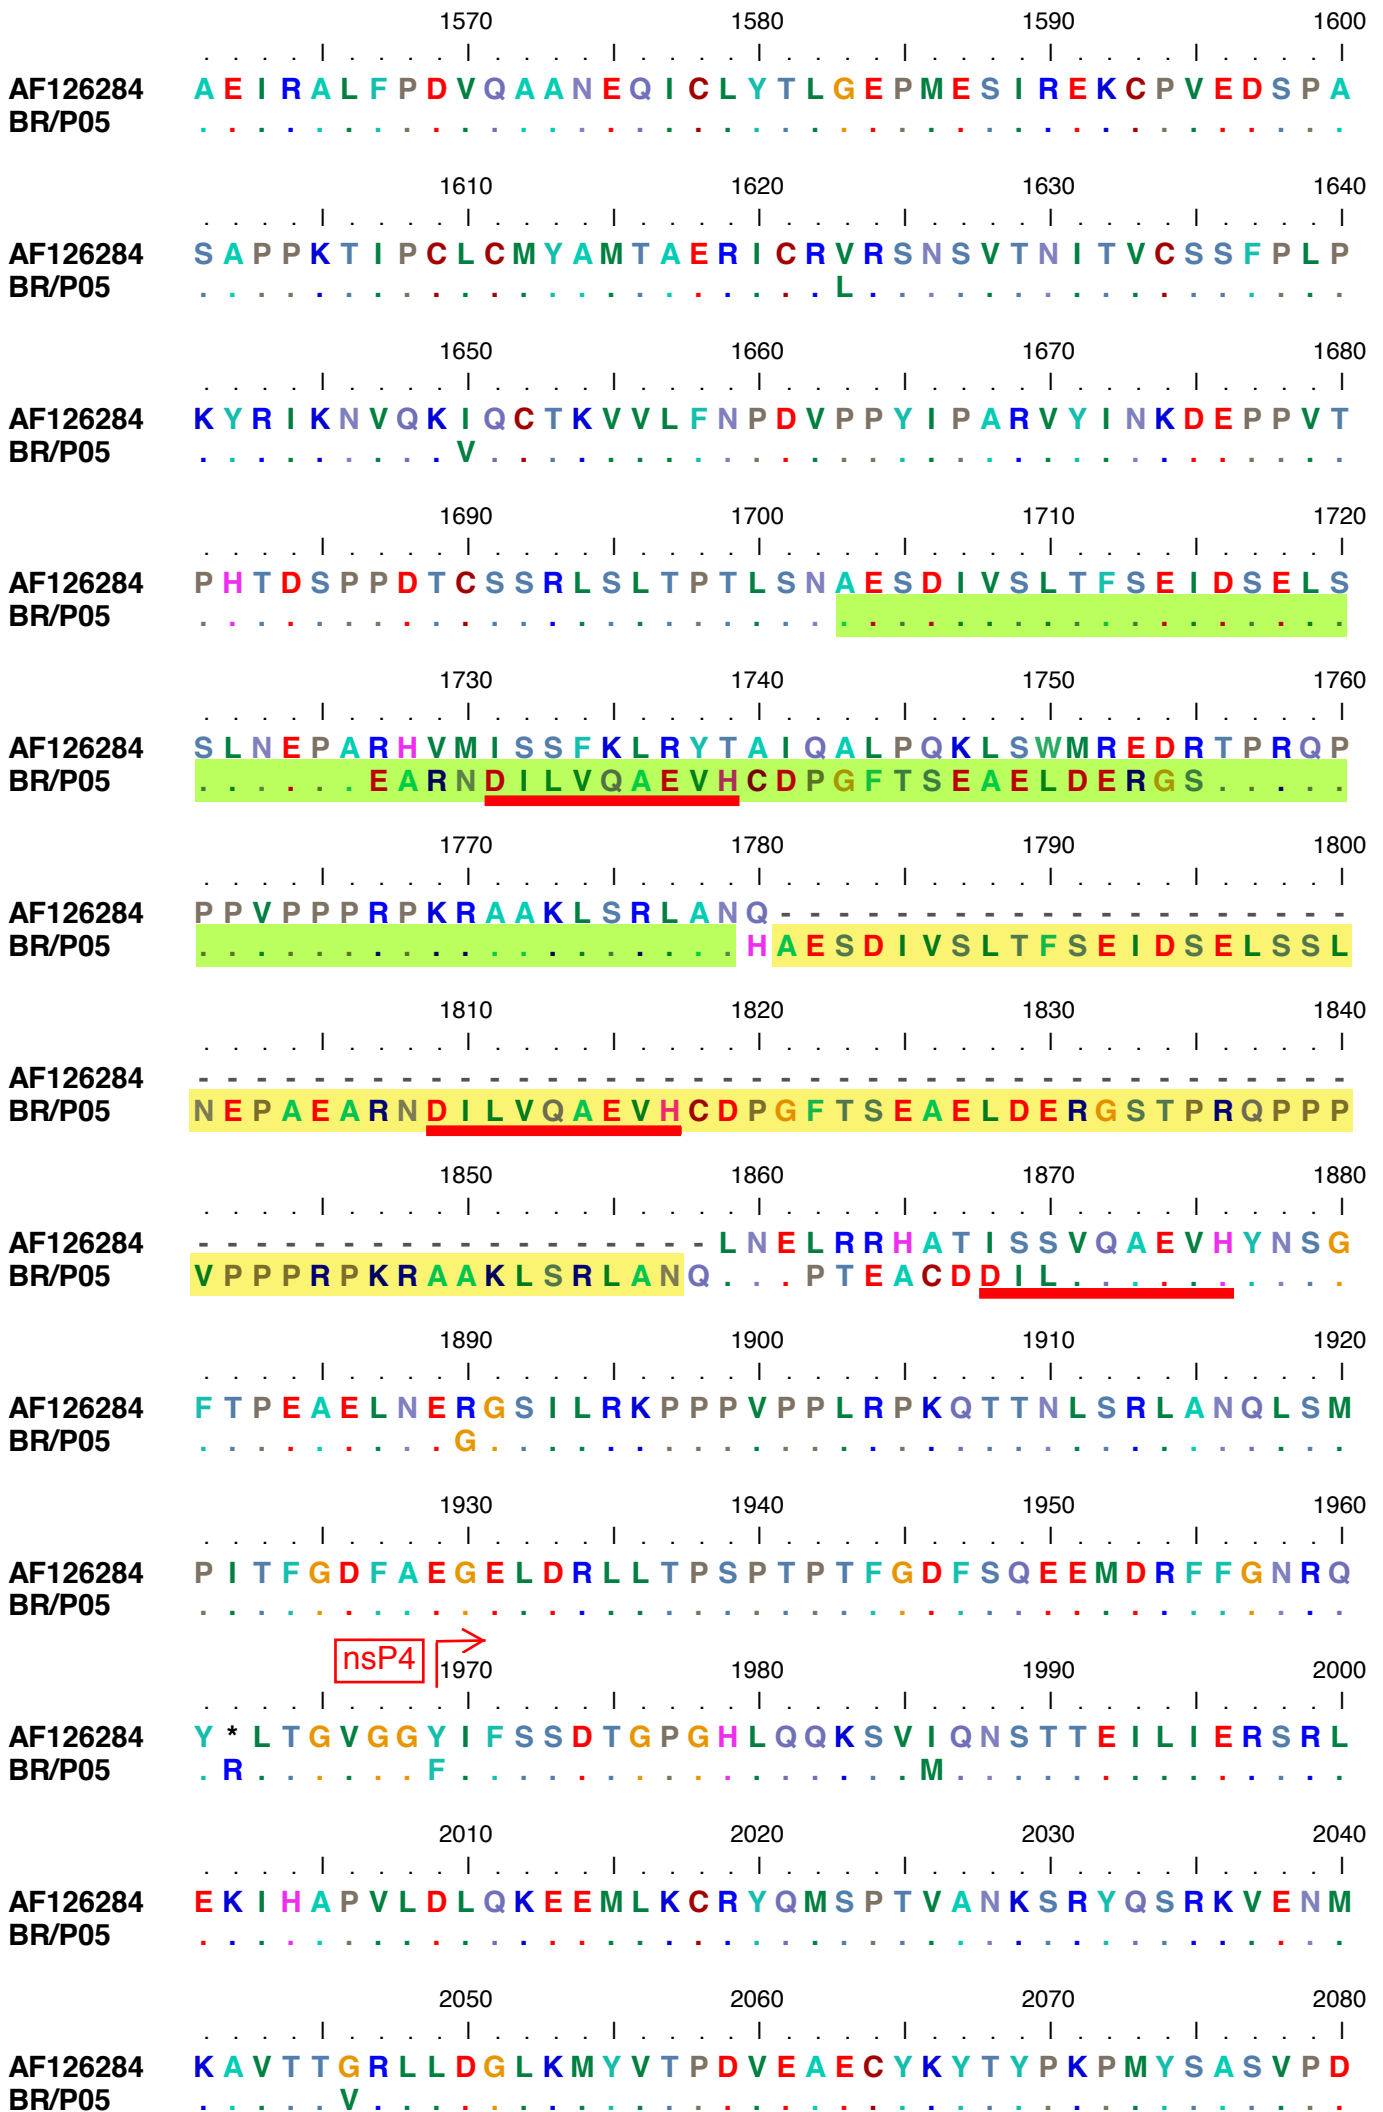 1570 1580 1590 1600
. . . . | . . . . | . . . . | . . . . | . . . . | . . . . | . . . . | . . . . |
AF126284 A E I R A L F P D V Q A A N E Q I C L Y T L G E P M E S I R E K C P V E D S P A
BR/P05 . . . . . . . . . . . . . . . . . . . . . . . . . . . . . . . . . . . . . . . .
1610 1620 1630 1640
. . . . | . . . . | . . . . | . . . . | . . . . | . . . . | . . . . | . . . . |
AF126284 S A P P K T I P C L C M Y A M T A E R I C R V R S N S V T N I T V C S S F P L P
BR/P05 . . . . . . . . . . . . . . . . . . . . . . L . . . . . . . . . . . . . . . . .
1650 1660 1670 1680
. . . . | . . . . | . . . . | . . . . | . . . . | . . . . | . . . . | . . . . |
AF126284 K Y R I K N V Q K I Q C T K V V L F N P D V P P Y I P A R V Y I N K D E P P V T
BR/P05 . . . . . . . . . V . . . . . . . . . . . . . . . . . . . . . . . . . . . . . .
1690 1700 1710 1720
. . . . | . . . . | . . . . | . . . . | . . . . | . . . . | . . . . | . . . . |
AF126284 P H T D S P P D T C S S R L S L T P T L S N A E S D I V S L T F S E I D S E L S
BR/P05 . . . . . . . . . . . . . . . . . . . . . . . . . . . . . . . . . . . . . . . .
1730 1740 1750 1760
. . . . | . . . . | . . . . | . . . . | . . . . | . . . . | . . . . | . . . . |
AF126284 S L N E P A R H V M I S S F K L R Y T A I Q A L P Q K L S W M R E D R T P R Q P
BR/P05 . . . . . . E A R N D I L V Q A E V H C D P G F T S E A E L D E R G S . . . . .
1770 1780 1790 1800
. . . . | . . . . | . . . . | . . . . | . . . . | . . . . | . . . . | . . . . |
AF126284 P P V P P P R P K R A A K L S R L A N Q - - - - - - - - - - - - - - - - - - - -
BR/P05 . . . . . . . . . . . . . . . . . . . H A E S D I V S L T F S E I D S E L S S L
1810 1820 1830 1840
. . . . | . . . . | . . . . | . . . . | . . . . | . . . . | . . . . | . . . . |
AF126284 - - - - - - - - - - - - - - - - - - - - - - - - - - - - - - - - - - - - - - - -
BR/P05 N E P A E A R N D I L V Q A E V H C D P G F T S E A E L D E R G S T P R Q P P P
1850 1860 1870 1880
. . . . | . . . . | . . . . | . . . . | . . . . | . . . . | . . . . | . . . . |
AF126284 - - - - - - - - - - - - - - - - - - L N E L R R H A T I S S V Q A E V H Y N S G
BR/P05 V P P P R P K R A A K L S R L A N Q . . . P T E A C D D I L . . . . . . . . . .
1890 1900 1910 1920
. . . . | . . . . | . . . . | . . . . | . . . . | . . . . | . . . . | . . . . |
AF126284 F T P E A E L N E R G S I L R K P P P V P P L R P K Q T T N L S R L A N Q L S M
BR/P05 . . . . . . . . . G . . . . . . . . . . . . . . . . . . . . . . . . . . . . . .
1930 1940 1950 1960
. . . . | . . . . | . . . . | . . . . | . . . . | . . . . | . . . . | . . . . |
AF126284 P I T F G D F A E G E L D R L L T P S P T P T F G D F S Q E E M D R F F G N R Q
BR/P05 . . . . . . . . . . . . . . . . . . . . . . . . . . . . . . . . . . . . . . . .
nsP4
1970 1980 1990 2000
. . . . | . . . . | . . . . | . . . . | . . . . | . . . . | . . . . | . . . . |
AF126284 Y * L T G V G G Y I F S S D T G P G H L Q Q K S V I Q N S T T E I L I E R S R L
BR/P05 . R . . . . . . F . . . . . . . . . . . . . . . . M . . . . . . . . . . . . . .
2010 2020 2030 2040
. . . . | . . . . | . . . . | . . . . | . . . . | . . . . | . . . . | . . . . |
AF126284 E K I H A P V L D L Q K E E M L K C R Y Q M S P T V A N K S R Y Q S R K V E N M
BR/P05 . . . . . . . . . . . . . . . . . . . . . . . . . . . . . . . . . . . . . . . .
2050 2060 2070 2080
. . . . | . . . . | . . . . | . . . . | . . . . | . . . . | . . . . | . . . . |
AF126284 K A V T T G R L L D G L K M Y V T P D V E A E C Y K Y T Y P K P M Y S A S V P D
BR/P05 . . . . . V . . . . . . . . . . . . . . . . . . . . . . . . . . . . . . . . . .